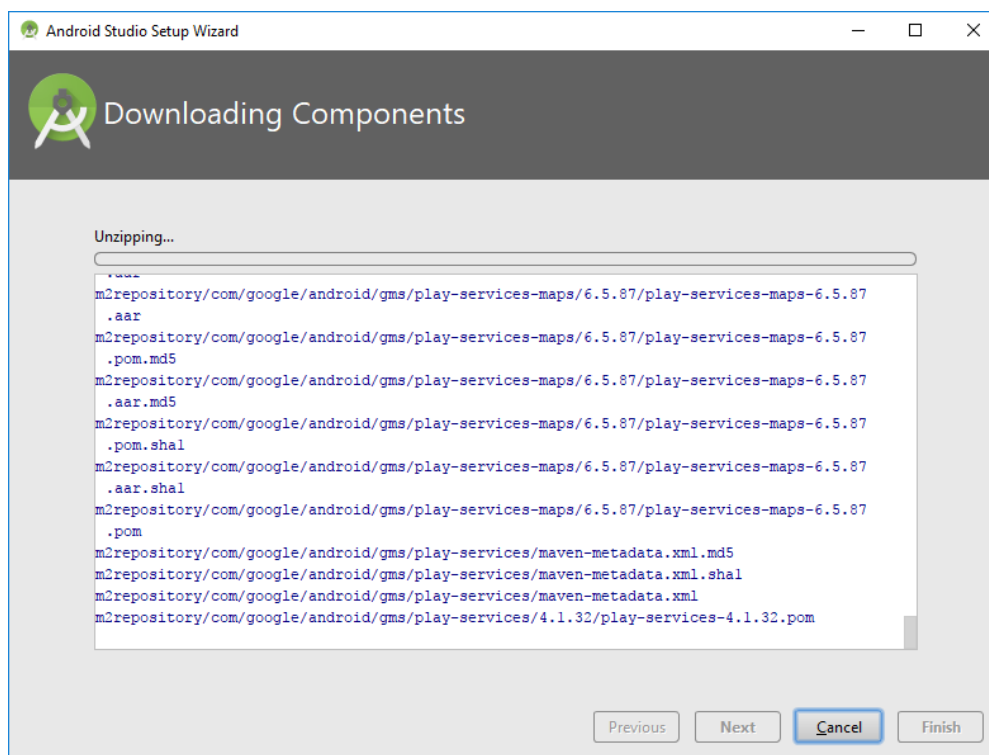 Android Studio Setup Wizard
Downloading Components
Unzipping...
.aar
m2repository/com/google/android/gms/play-services-maps/6.5.87/play-services-maps-6.5.87
.aar
m2repository/com/google/android/gms/play-services-maps/6.5.87/play-services-maps-6.5.87
.pom.md5
m2repository/com/google/android/gms/play-services-maps/6.5.87/play-services-maps-6.5.87
.aar.md5
m2repository/com/google/android/gms/play-services-maps/6.5.87/play-services-maps-6.5.87
.pom.sha1
m2repository/com/google/android/gms/play-services-maps/6.5.87/play-services-maps-6.5.87
.aar.sha1
m2repository/com/google/android/gms/play-services-maps/6.5.87/play-services-maps-6.5.87
.pom
m2repository/com/google/android/gms/play-services/maven-metadata.xml.md5
m2repository/com/google/android/gms/play-services/maven-metadata.xml.sha1
m2repository/com/google/android/gms/play-services/maven-metadata.xml
m2repository/com/google/android/gms/play-services/4.1.32/play-services-4.1.32.pom
Previous Next Cancel Finish